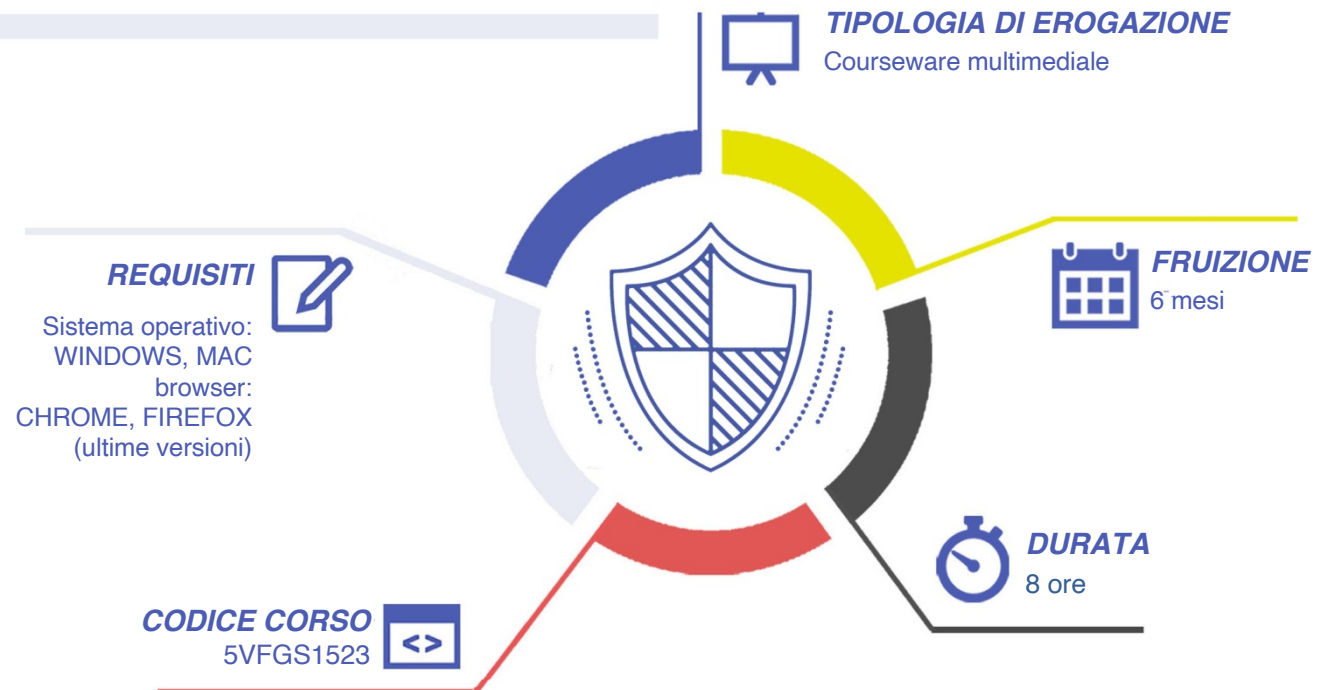 TIPOLOGIA DI EROGAZIONE
Courseware multimediale
REQUISITI
Sistema operativo:
WINDOWS, MAC
browser:
CHROME, FIREFOX
(ultime versioni)
FRUIZIONE
6 mesi
DURATA
8 ore
CODICE CORSO
5VFGS1523